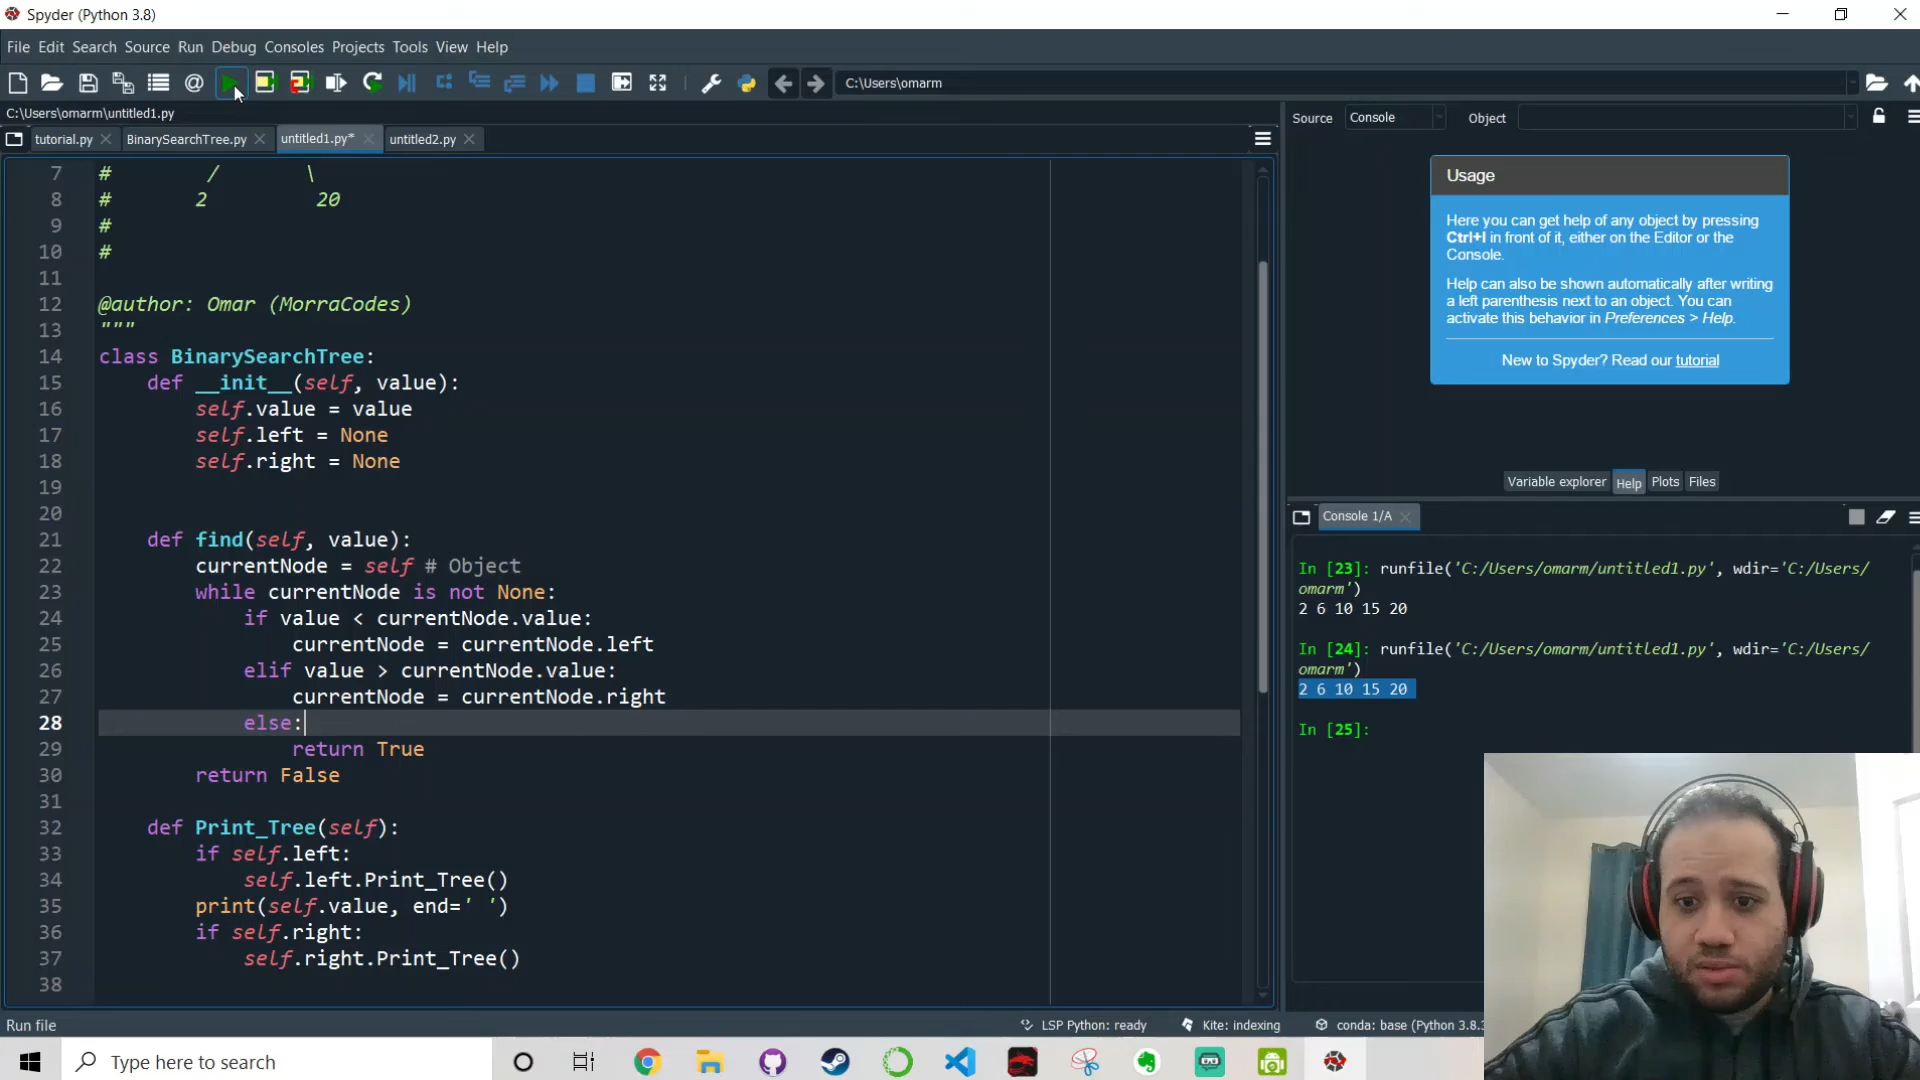 Spyder (Python 3.8)
File Edit Search Source Run Debug Consoles Projects Tools View Help
C:\Users\omarm
C:\Users\omarm\untitled1.py
tutorial.py
BinarySearchTree.py
untitled1.py*
untitled2.py
7 # / \
8 # 2 20
9 #
10 #
11
12 @author: Omar (MorraCodes)
13 """
14 class BinarySearchTree:
15 def __init__(self, value):
16 self.value = value
17 self.left = None
18 self.right = None
19
20
21 def find(self, value):
22 currentNode = self # Object
23 while currentNode is not None:
24 if value < currentNode.value:
25 currentNode = currentNode.left
26 elif value > currentNode.value:
27 currentNode = currentNode.right
28 else:
29 return True
30 return False
31
32 def Print_Tree(self):
33 if self.left:
34 self.left.Print_Tree()
35 print(self.value, end=' ')
36 if self.right:
37 self.right.Print_Tree()
38
Source Console Object
Usage
Here you can get help of any object by pressing
Ctrl+I in front of it, either on the Editor or the
Console.
Help can also be shown automatically after writing
a left parenthesis next to an object. You can
activate this behavior in Preferences > Help.
New to Spyder? Read our tutorial
Variable explorer Help Plots Files
Console 1/A
In [23]: runfile('C:/Users/omarm/untitled1.py', wdir='C:/Users/
omarm')
2 6 10 15 20
In [24]: runfile('C:/Users/omarm/untitled1.py', wdir='C:/Users/
omarm')
2 6 10 15 20
In [25]:
Run file
LSP Python: ready
Kite: indexing
conda: base (Python 3.8.3
Type here to search